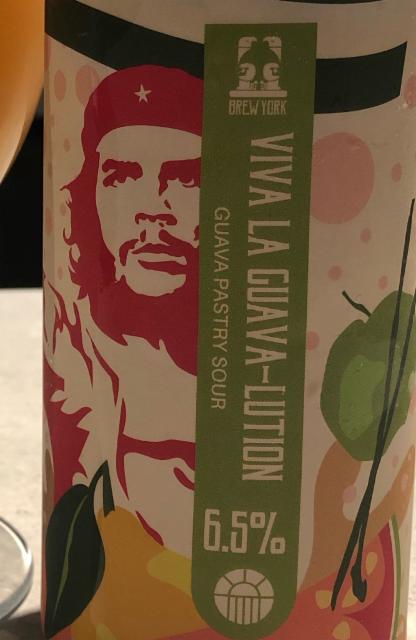 BREW YORK
VIVA LA GUAVA-LUTION
GUAVA PASTRY SOUR
6.5%